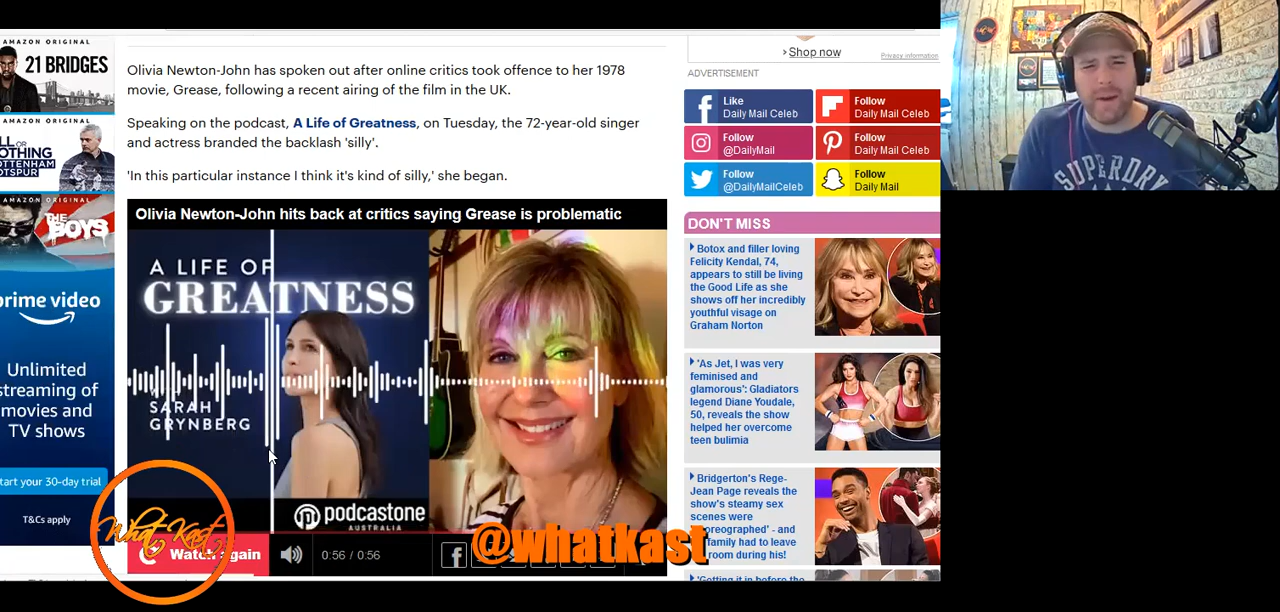 AMAZON ORIGINAL
21 BRIDGES
AMAZON ORIGINAL
NOTHING
TOTTENHAM
HOTSPUR
AMAZON ORIGINAL
THE BOYS
prime video
Unlimited
streaming of
movies and
TV shows
start your 30-day trial
T&Cs apply
Olivia Newton-John has spoken out after online critics took offence to her 1978
movie, Grease, following a recent airing of the film in the UK.
Speaking on the podcast, A Life of Greatness, on Tuesday, the 72-year-old singer
and actress branded the backlash 'silly'.
'In this particular instance I think it's kind of silly,' she began.
Olivia Newton-John hits back at critics saying Grease is problematic
A LIFE OF
GREATNESS
SARAH
GRYNBERG
podcastone
AUSTRALIA
Watch again
0:56 / 0:56
What Kast
@whatkast
› Shop now
Privacy information
ADVERTISEMENT
Like
Daily Mail Celeb
Follow
Daily Mail Celeb
Follow
@DailyMail
Follow
Daily Mail Celeb
Follow
@DailyMailCeleb
Follow
Daily Mail
DON'T MISS
Botox and filler loving
Felicity Kendal, 74,
appears to still be living
the Good Life as she
shows off her incredibly
youthful visage on
Graham Norton
'As Jet, I was very
feminised and
glamorous': Gladiators
legend Diane Youdale,
50, reveals the show
helped her overcome
teen bulimia
Bridgerton's Rege-
Jean Page reveals the
show's steamy sex
scenes were
choreographed' - and
family had to leave
room during his!
'Getting it in before the
SUPERDRY